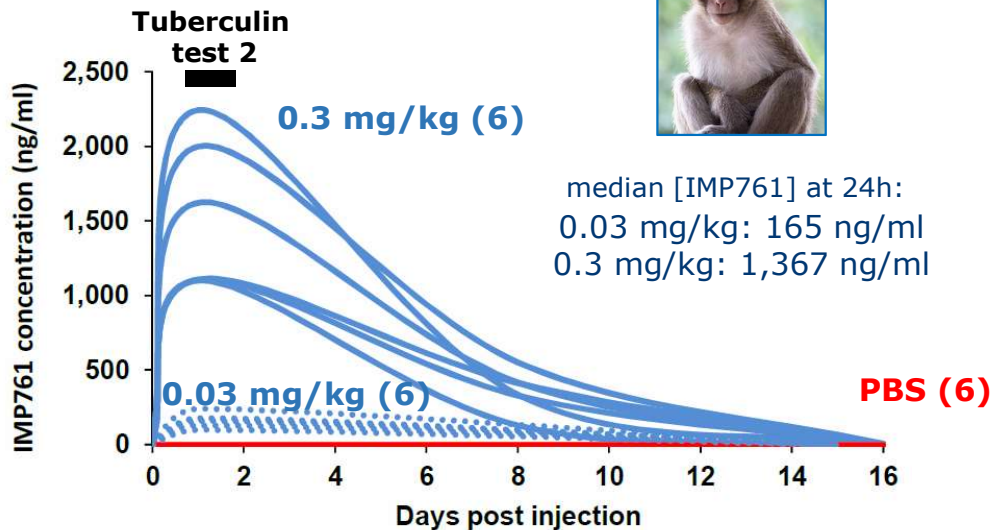 Tuberculin
test 2
IMP761 concentration (ng/ml)
2,500
2,000
1,500
1,000
500
0
0.3 mg/kg (6)
0.03 mg/kg (6)
PBS (6)
median [IMP761] at 24h:
0.03 mg/kg: 165 ng/ml
0.3 mg/kg: 1,367 ng/ml
0 2 4 6 8 10 12 14 16
Days post injection